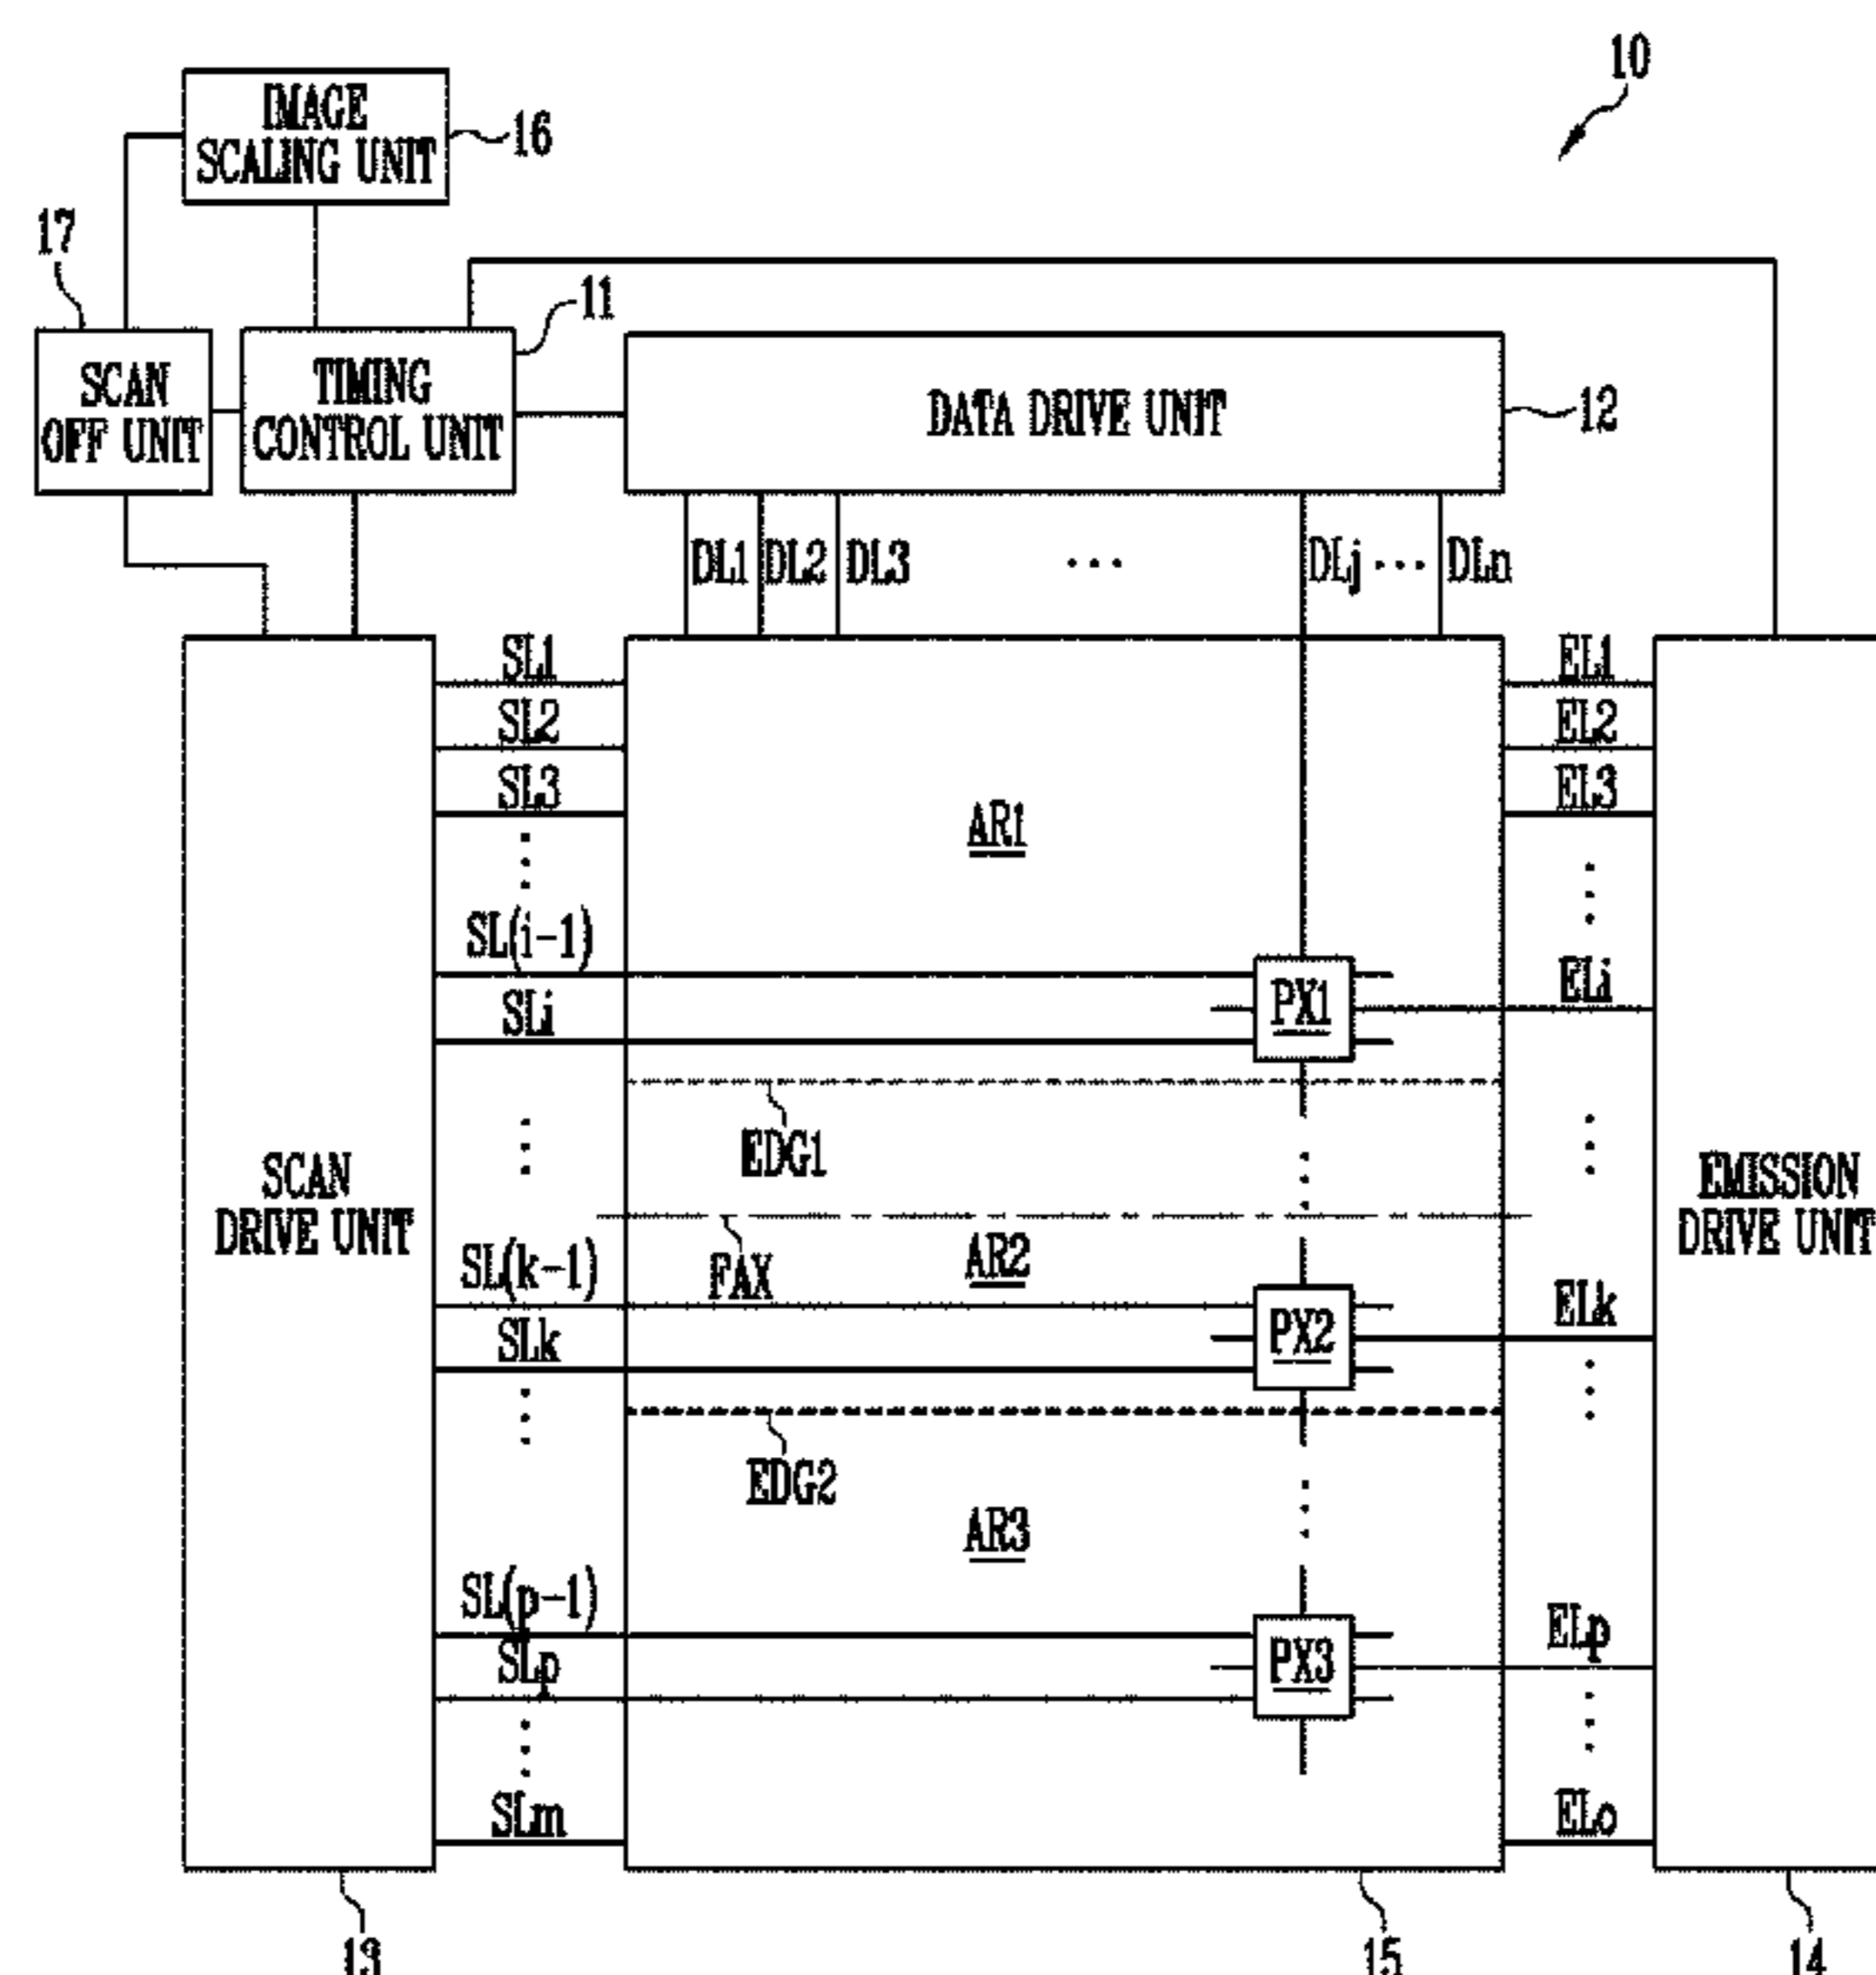 10
IMAGE
SCALING UNIT
16
17
11
SCAN
OFF UNIT
TIMING
CONTROL UNIT
DATA DRIVE UNIT
12
DL1 DL2 DL3 ... DLj ... DLn
SL1
EL1
SL2
EL2
SL3
EL3
AR1
SL(i-1)
PX1
ELi
SLi
EDG1
SCAN
DRIVE UNIT
EMISSION
DRIVE UNIT
SL(k-1)
FAX
AR2
ELk
SLk
PX2
EDG2
AR3
SL(p-1)
ELp
SLp
PX3
SLm
ELo
13
15
14